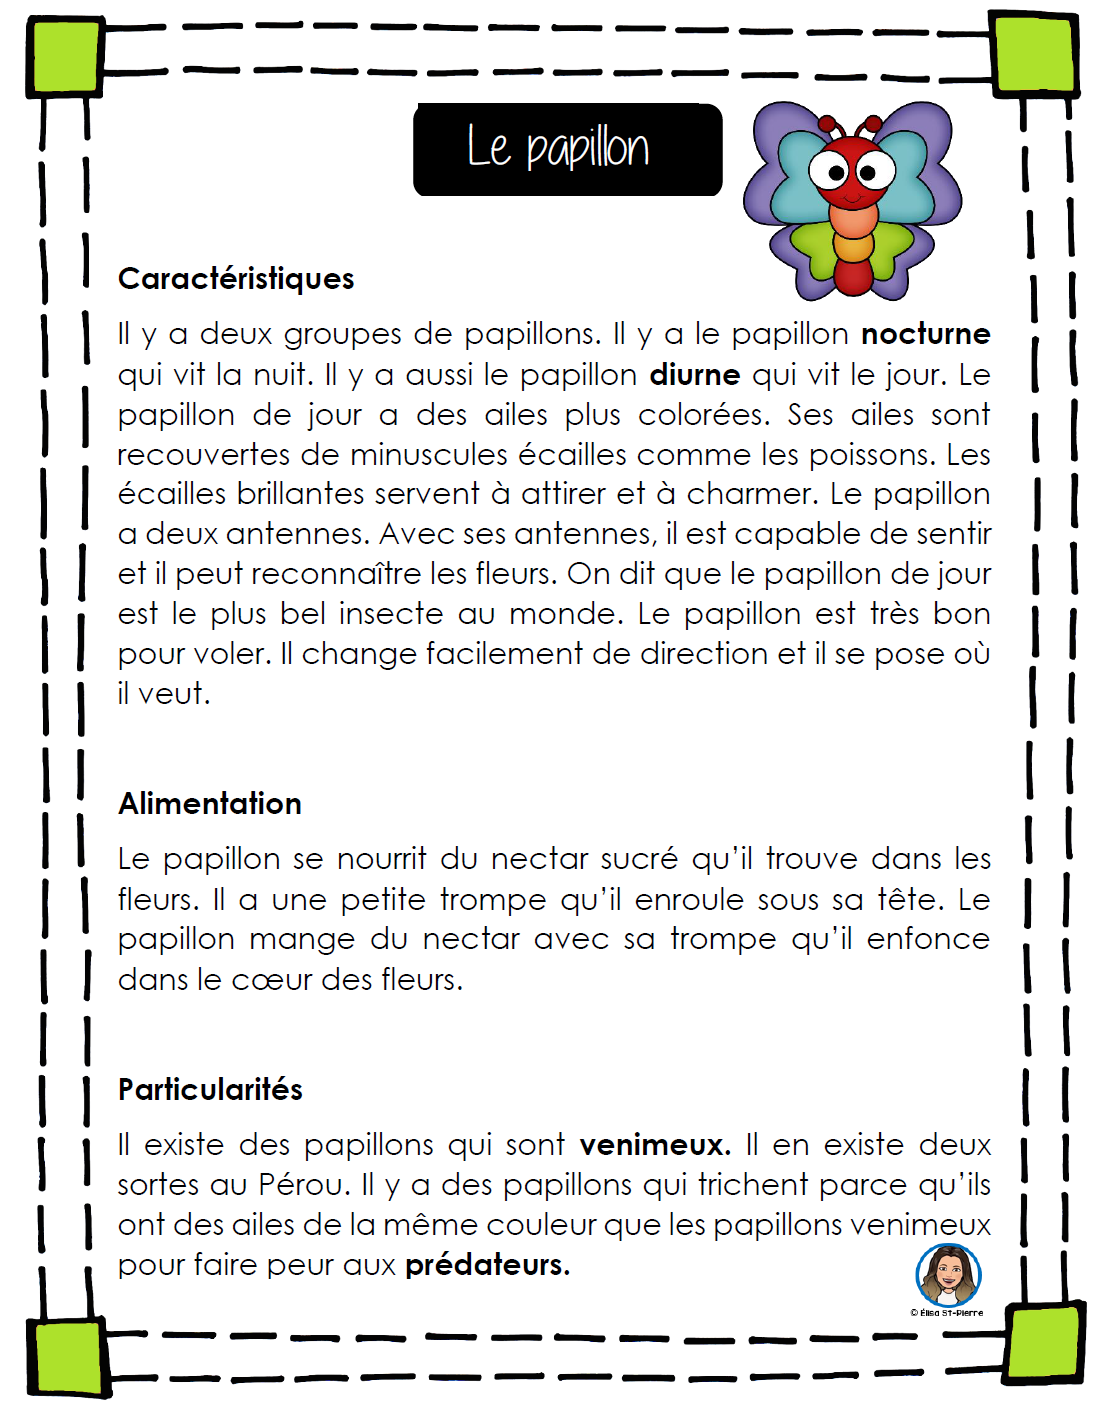 Le papillon
Caractéristiques
Il y a deux groupes de papillons. Il y a le papillon nocturne
qui vit la nuit. Il y a aussi le papillon diurne qui vit le jour. Le
papillon de jour a des ailes plus colorées. Ses ailes sont
recouvertes de minuscules écailles comme les poissons. Les
écailles brillantes servent à attirer et à charmer. Le papillon
a deux antennes. Avec ses antennes, il est capable de sentir
et il peut reconnaître les fleurs. On dit que le papillon de jour
est le plus bel insecte au monde. Le papillon est très bon
pour voler. Il change facilement de direction et il se pose où
il veut.
Alimentation
Le papillon se nourrit du nectar sucré qu'il trouve dans les
fleurs. Il a une petite trompe qu'il enroule sous sa tête. Le
papillon mange du nectar avec sa trompe qu'il enfonce
dans le cœur des fleurs.
Particularités
Il existe des papillons qui sont venimeux. Il en existe deux
sortes au Pérou. Il y a des papillons qui trichent parce qu'ils
ont des ailes de la même couleur que les papillons venimeux
pour faire peur aux prédateurs.
© Élisa St-Pierre